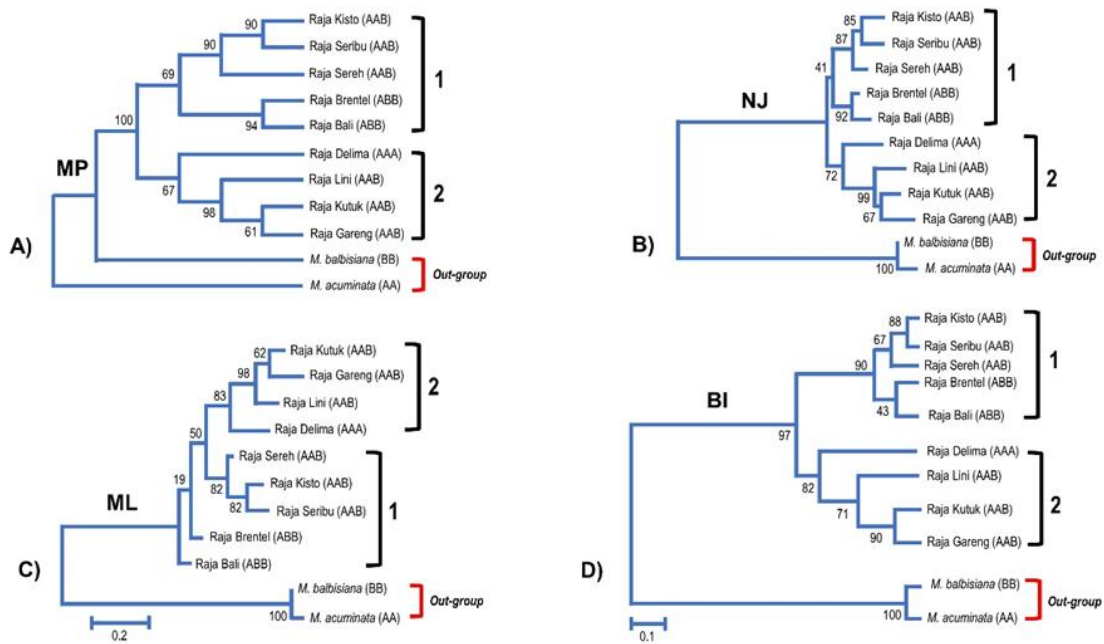 90
Raja Kisto (AAB)
90
Raja Seribu (AAB)
69
Raja Sereh (AAB)
1
100
Raja Brentel (ABB)
94
Raja Bali (ABB)
MP
Raja Delima (AAA)
67
Raja Lini (AAB)
2
98
Raja Kutuk (AAB)
61
Raja Gareng (AAB)
A)
M. balbisiana (BB)
Out-group
M. acuminata (AA)
85
Raja Kisto (AAB)
87
Raja Seribu (AAB)
41
Raja Sereh (AAB)
1
NJ
Raja Brentel (ABB)
92
Raja Bali (ABB)
Raja Delima (AAA)
72
Raja Lini (AAB)
2
99
Raja Kutuk (AAB)
67
Raja Gareng (AAB)
B)
M. balbisiana (BB)
Out-group
100
M. acuminata (AA)
62
Raja Kutuk (AAB)
98
Raja Gareng (AAB)
2
83
Raja Lini (AAB)
50
Raja Delima (AAA)
Raja Sereh (AAB)
19
82
Raja Kisto (AAB)
ML
82
Raja Seribu (AAB)
1
Raja Brentel (ABB)
Raja Bali (ABB)
C)
M. balbisiana (BB)
Out-group
100
M. acuminata (AA)
0.2
88
Raja Kisto (AAB)
67
Raja Seribu (AAB)
1
90
Raja Sereh (AAB)
Raja Brentel (ABB)
BI
43
Raja Bali (ABB)
97
Raja Delima (AAA)
82
Raja Lini (AAB)
2
71
Raja Kutuk (AAB)
90
Raja Gareng (AAB)
D)
M. balbisiana (BB)
Out-group
100
M. acuminata (AA)
0.1